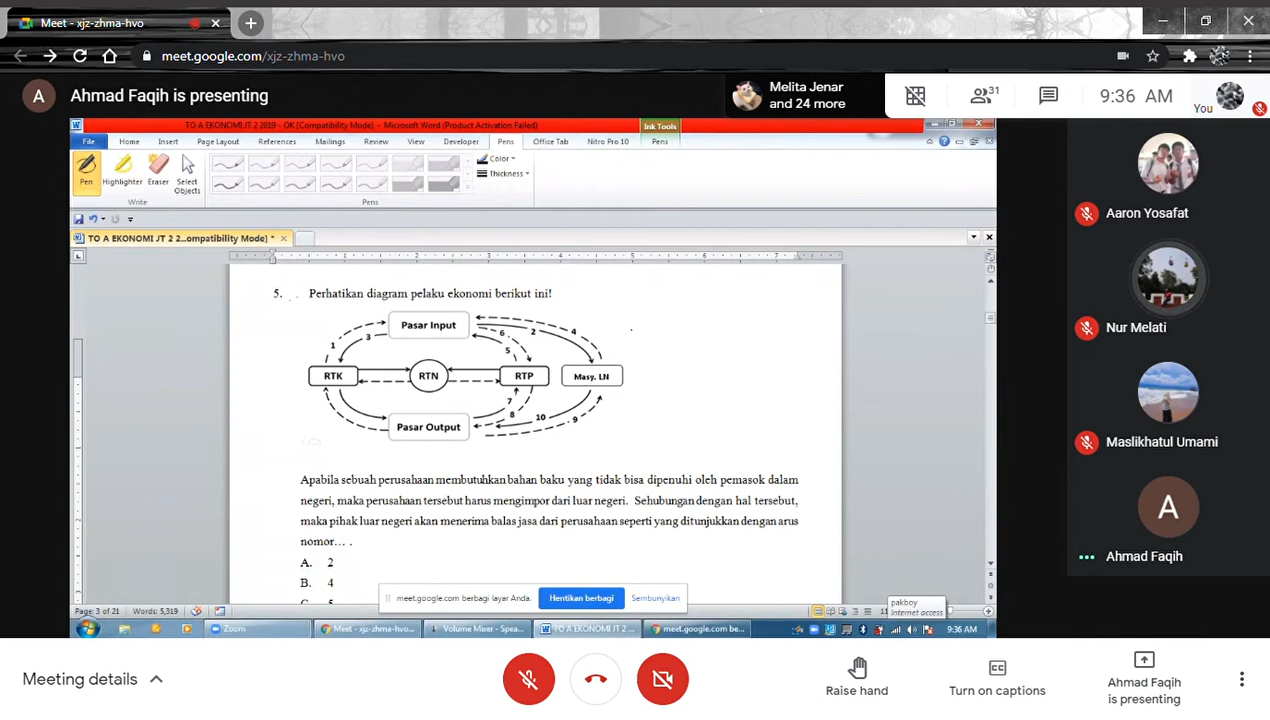 Meet - xjz-zhma-hvo
meet.google.com/xjz-zhma-hvo
A
Ahmad Faqih is presenting
Melita Jenar
and 24 more
31
9:36 AM
You
TO A EKONOMI JT 2 2019 - OK [Compatibility Mode] - Microsoft Word (Product Activation Failed)
Ink Tools
File Home Insert Page Layout References Mailings Review View Developer Pens Office Tab Nitro Pro 10 Pens
Pen Highlighter Eraser Select Objects
Color
Thickness
Write
Pens
TO A EKONOMI JT 2 2...ompatibility Mode] *
1 2 3 4 5 6 7
5. Perhatikan diagram pelaku ekonomi berikut ini!
Pasar Input
1 3 6 2 4 5
RTK RTN RTP Masy. LN
7 8 10 9
Pasar Output
Apabila sebuah perusahaan membutuhkan bahan baku yang tidak bisa dipenuhi oleh pemasok dalam
negeri, maka perusahaan tersebut harus mengimpor dari luar negeri. Sehubungan dengan hal tersebut,
maka pihak luar negeri akan menerima balas jasa dari perusahaan seperti yang ditunjukkan dengan arus
nomor… .
A. 2
B. 4
meet.google.com berbagi layar Anda. Hentikan berbagi Sembunyikan
Page: 3 of 21 Words: 5,319
pakboy
Internet access
Zoom Meet - xjz-zhma-hvo... Volume Mixer - Spea... TO A EKONOMI JT 2 ... meet.google.com be... 9:36 AM
Aaron Yosafat
Nur Melati
Maslikhatul Umami
A
Ahmad Faqih
Meeting details
Raise hand
Turn on captions
Ahmad Faqih
is presenting